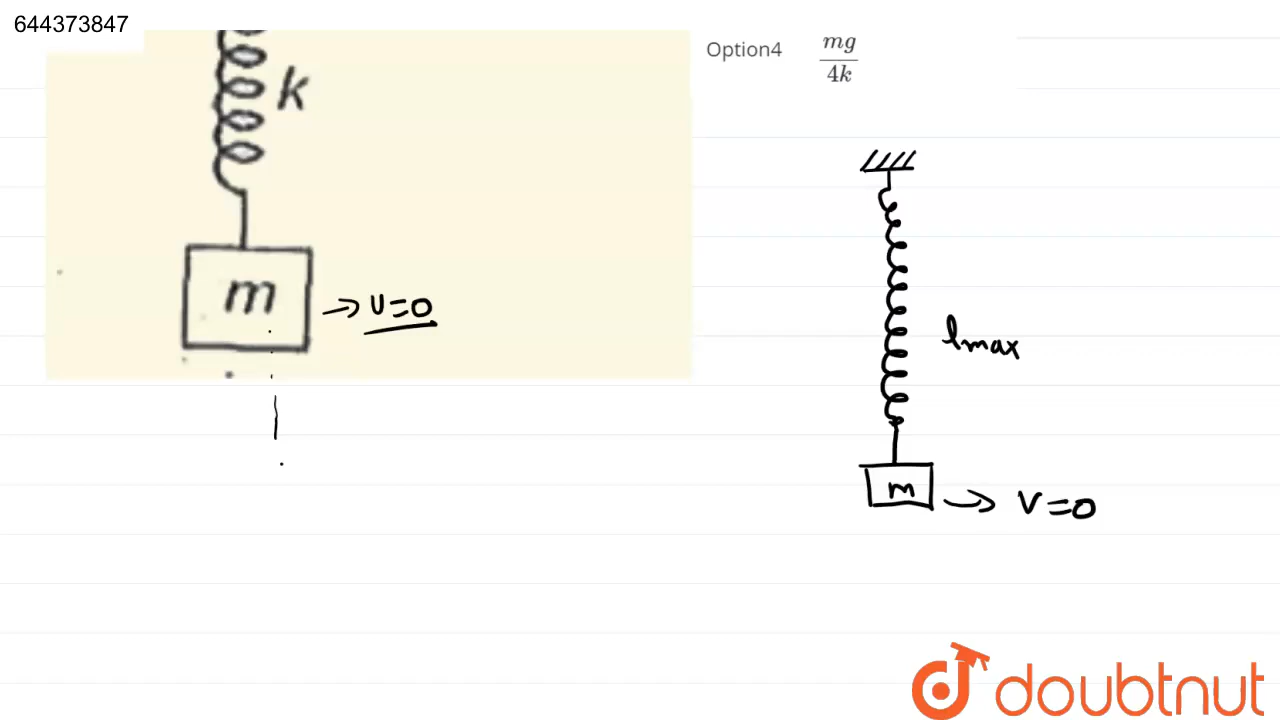 644373847
k
m
→ u=0
Option4 mg/4k
lmax
m
→ v=0
doubtnut